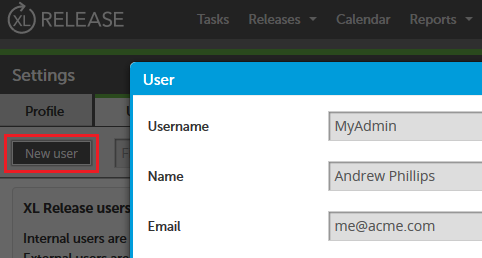 XL RELEASE
Tasks Releases Calendar Reports
Settings
User
Profile U
Username MyAdmin
New user F
Name Andrew Phillips
XL Release users
Email me@acme.com
Internal users are
External users are